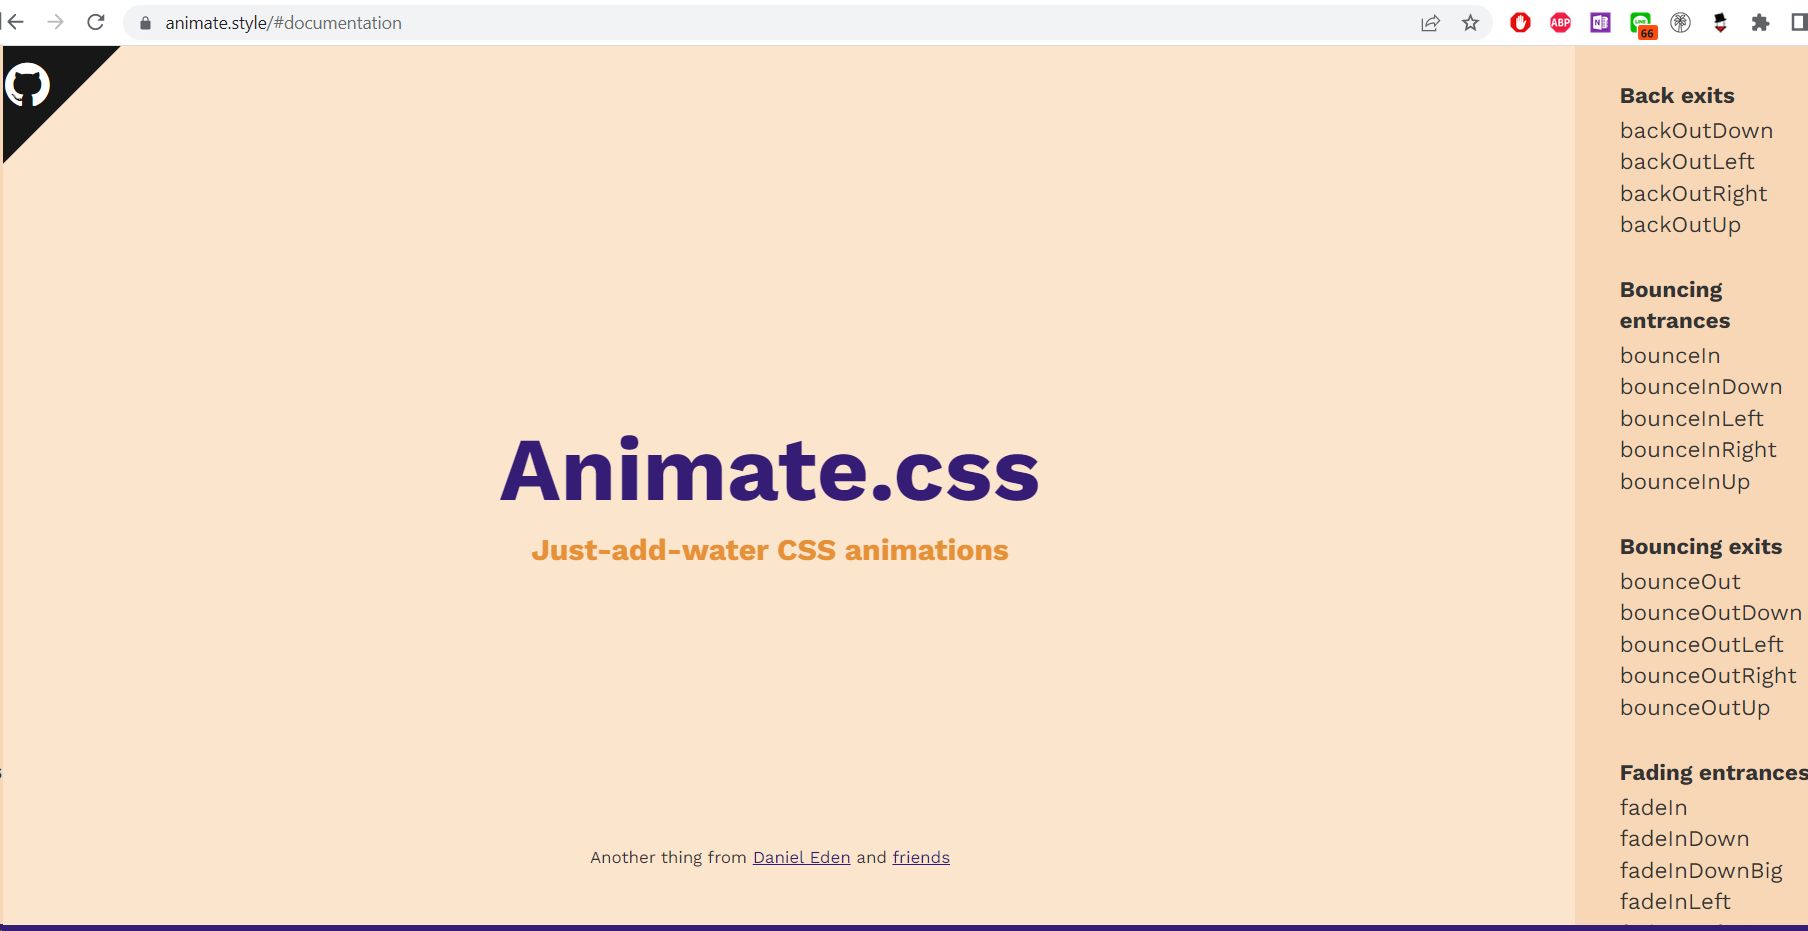 animate.style/#documentation
ABP
N
LINE
66
Animate.css
Just-add-water CSS animations
Another thing from Daniel Eden and friends
Back exits
backOutDown
backOutLeft
backOutRight
backOutUp
Bouncing
entrances
bounceIn
bounceInDown
bounceInLeft
bounceInRight
bounceInUp
Bouncing exits
bounceOut
bounceOutDown
bounceOutLeft
bounceOutRight
bounceOutUp
Fading entrances
fadeIn
fadeInDown
fadeInDownBig
fadeInLeft